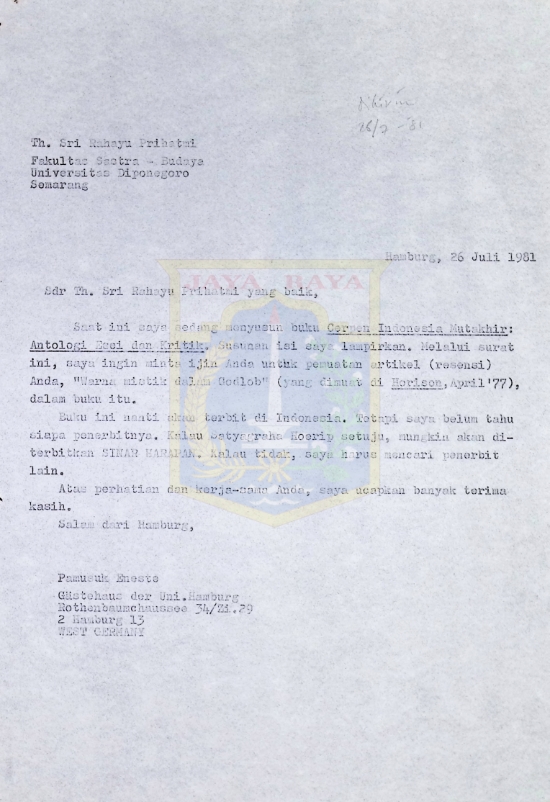 26/7 -81
Th. Sri Rahayu Prihatmi
Fakultas Sastra - Budaya
Universitas Diponegoro
Semarang
Hamburg, 26 Juli 1981
JAYA RAYA
Sdr Th. Sri Rahayu Prihatmi yang baik,
Saat ini saya sedang menyusun buku Cerpen Indonesia Mutakhir:
Antologi Esei dan Kritik. Susunan isi saya lampirkan. Melalui surat
ini, saya ingin minta ijin Anda untuk pemuatan artikel (resensi)
Anda, "Warna mistik dalam Godlob" (yang dimuat di Horison,April'77),
dalam buku itu.
Buku ini nanti akan terbit di Indonesia. Tetapi saya belum tahu
siapa penerbitnya. Kalau Satyagraha Hoerip setuju, mungkin akan di-
terbitkan SINAR HARAPAN. Kalau tidak, saya harus mencari penerbit
lain.
Atas perhatian dan kerja-sama Anda, saya ucapkan banyak terima
kasih.
Salam dari Hamburg,
Pamusuk Eneste
Gästehaus der Uni.Hamburg
Rothenbaumchaussee 34/Zi.29
2 Hamburg 13
WEST GERMANY